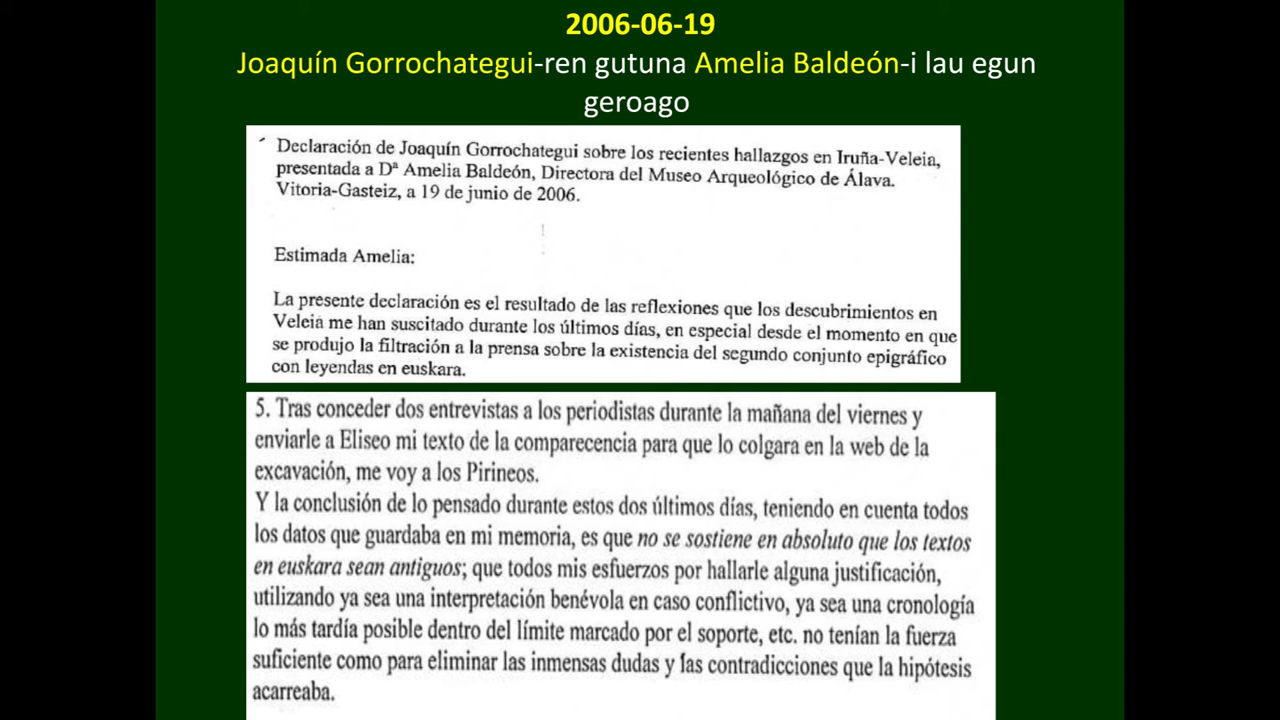 2006-06-19
Joaquín Gorrochategui-ren gutuna Amelia Baldeón-i lau egun
geroago
Declaración de Joaquín Gorrochategui sobre los recientes hallazgos en Iruña-Veleia,
presentada a Dª Amelia Baldeón, Directora del Museo Arqueológico de Álava.
Vitoria-Gasteiz, a 19 de junio de 2006.
Estimada Amelia:
La presente declaración es el resultado de las reflexiones que los descubrimientos en
Veleia me han suscitado durante los últimos días, en especial desde el momento en que
se produjo la filtración a la prensa sobre la existencia del segundo conjunto epigráfico
con leyendas en euskara.
5. Tras conceder dos entrevistas a los periodistas durante la mañana del viernes y
enviarle a Eliseo mi texto de la comparecencia para que lo colgara en la web de la
excavación, me voy a los Pirineos.
Y la conclusión de lo pensado durante estos dos últimos días, teniendo en cuenta todos
los datos que guardaba en mi memoria, es que no se sostiene en absoluto que los textos
en euskara sean antiguos; que todos mis esfuerzos por hallarle alguna justificación,
utilizando ya sea una interpretación benévola en caso conflictivo, ya sea una cronología
lo más tardía posible dentro del límite marcado por el soporte, etc. no tenían la fuerza
suficiente como para eliminar las inmensas dudas y las contradicciones que la hipótesis
acarreaba.